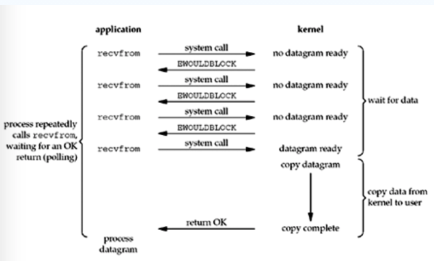 application kernel
recvfrom system call no datagram ready
EWOULDBLOCK
recvfrom system call no datagram ready
EWOULDBLOCK
wait for data
recvfrom system call no datagram ready
EWOULDBLOCK
process repeatedly
calls recvfrom,
waiting for an OK
return (polling)
recvfrom system call datagram ready
copy datagram
copy data from
kernel to user
return OK copy complete
process
datagram